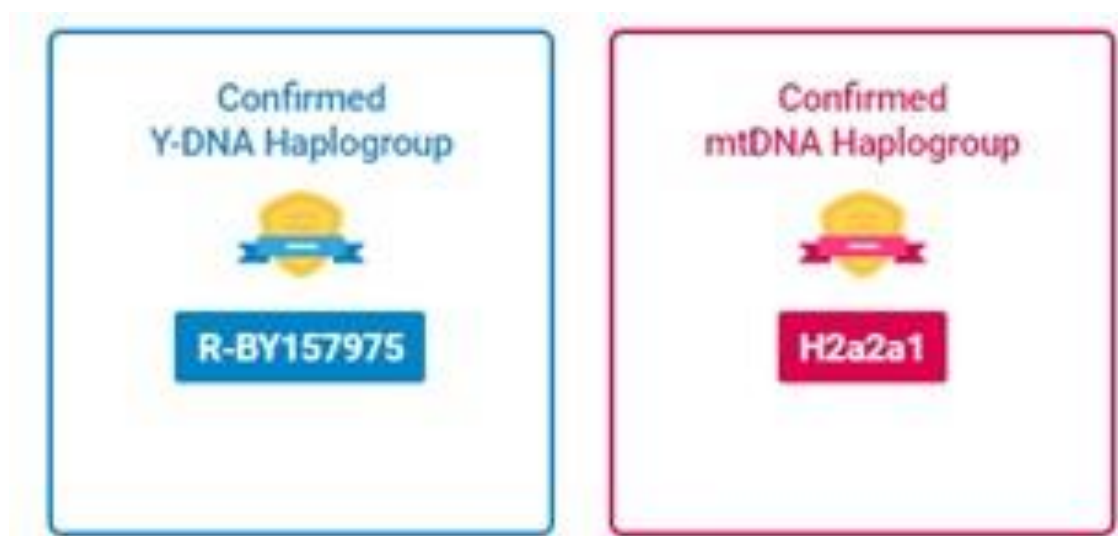 Confirmed
Y-DNA Haplogroup
R-BY157975
Confirmed
mtDNA Haplogroup
H2a2a1